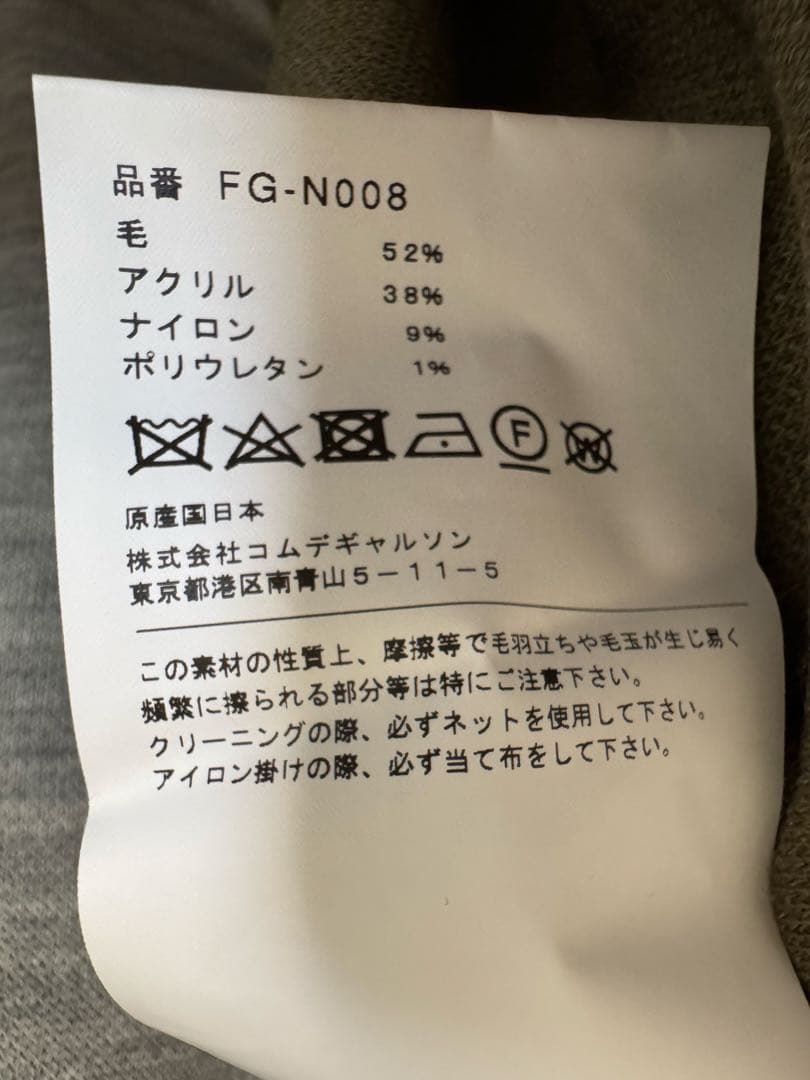 品番 FG-N008
毛 52%
アクリル 38%
ナイロン 9%
ポリウレタン 1%
F W
原産国日本
株式会社コムデギャルソン
東京都港区南青山5-11-5
この素材の性質上、摩擦等で毛羽立ちや毛玉が生じ易く
頻繁に擦られる部分等は特にご注意下さい。
クリーニングの際、必ずネットを使用して下さい。
アイロン掛けの際、必ず当て布をして下さい。